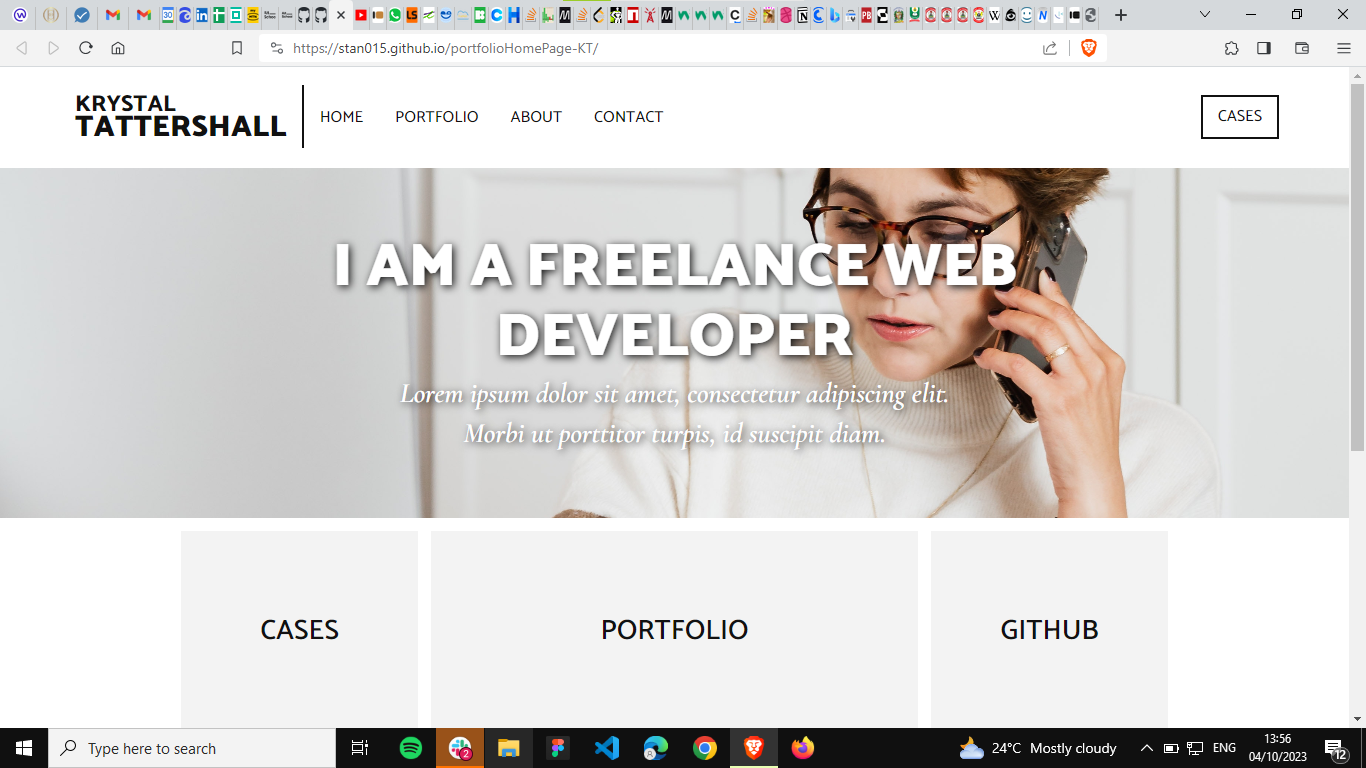 https://stan015.github.io/portfolioHomePage-KT/
KRYSTAL
TATTERSHALL
HOME PORTFOLIO ABOUT CONTACT
CASES
I AM A FREELANCE WEB
DEVELOPER
Lorem ipsum dolor sit amet, consectetur adipiscing elit.
Morbi ut porttitor turpis, id suscipit diam.
CASES
PORTFOLIO
GITHUB
Type here to search
2
24°C Mostly cloudy
ENG
13:56
04/10/2023
12